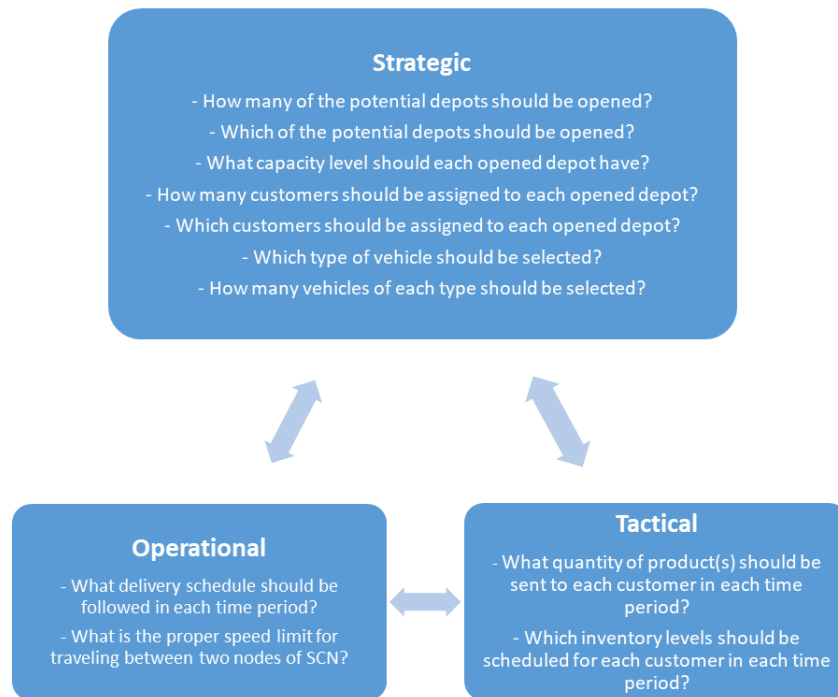 Strategic
- How many of the potential depots should be opened?
- Which of the potential depots should be opened?
- What capacity level should each opened depot have?
- How many customers should be assigned to each opened depot?
- Which customers should be assigned to each opened depot?
- Which type of vehicle should be selected?
- How many vehicles of each type should be selected?
Operational
- What delivery schedule should be
followed in each time period?
- What is the proper speed limit for
traveling between two nodes of SCN?
Tactical
- What quantity of product(s) should be
sent to each customer in each time
period?
- Which inventory levels should be
scheduled for each customer in each time
period?